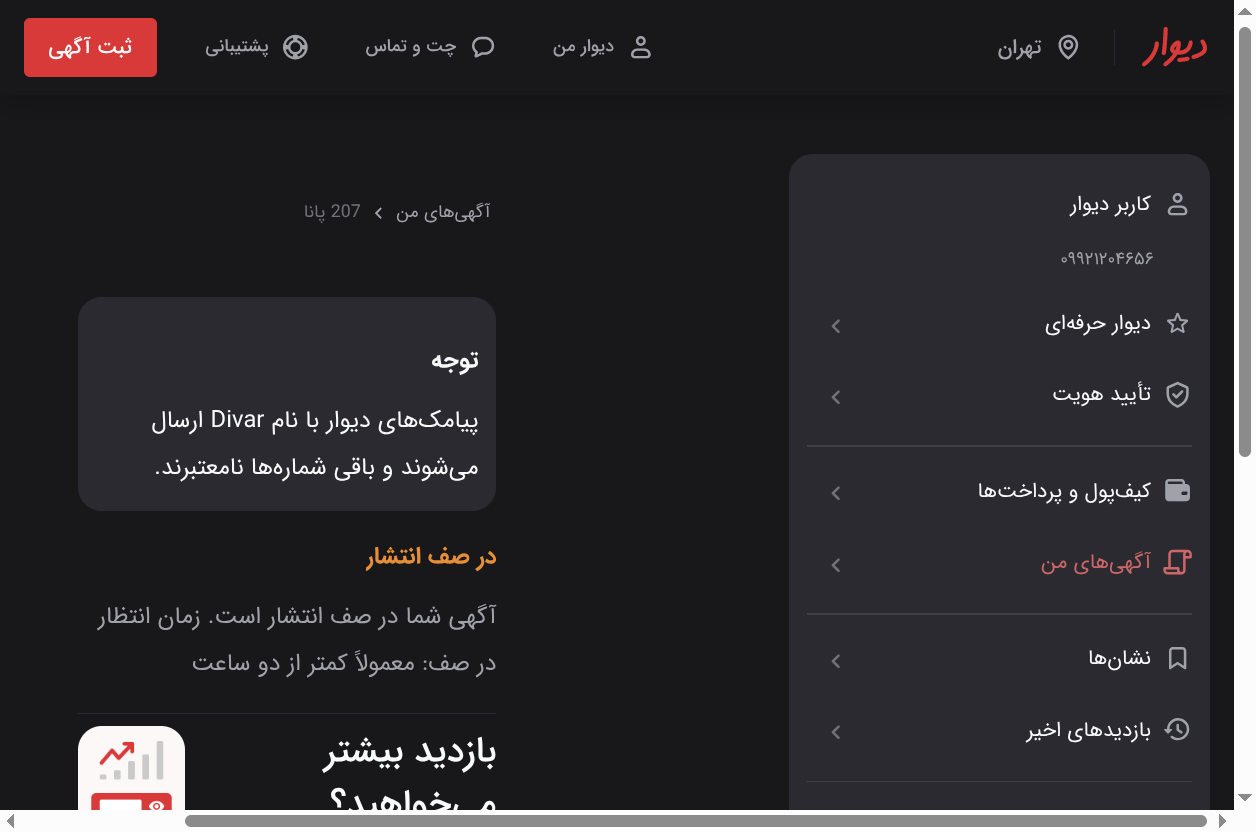 دیوار
تهران
دیوار من
چت و تماس
پشتیبانی
ثبت آگهی
کاربر دیوار
۰۹۹۲۱۲۰۴۶۵۶
دیوار حرفه‌ای
تأیید هویت
کیف‌پول و پرداخت‌ها
آگهی‌های من
نشان‌ها
بازدیدهای اخیر
آگهی‌های من
207 پانا
توجه
پیامک‌های دیوار با نام Divar ارسال
می‌شوند و باقی شماره‌ها نامعتبرند.
در صف انتشار
آگهی شما در صف انتشار است. زمان انتظار
در صف: معمولاً کمتر از دو ساعت
بازدید بیشتر
می‌خواهید؟